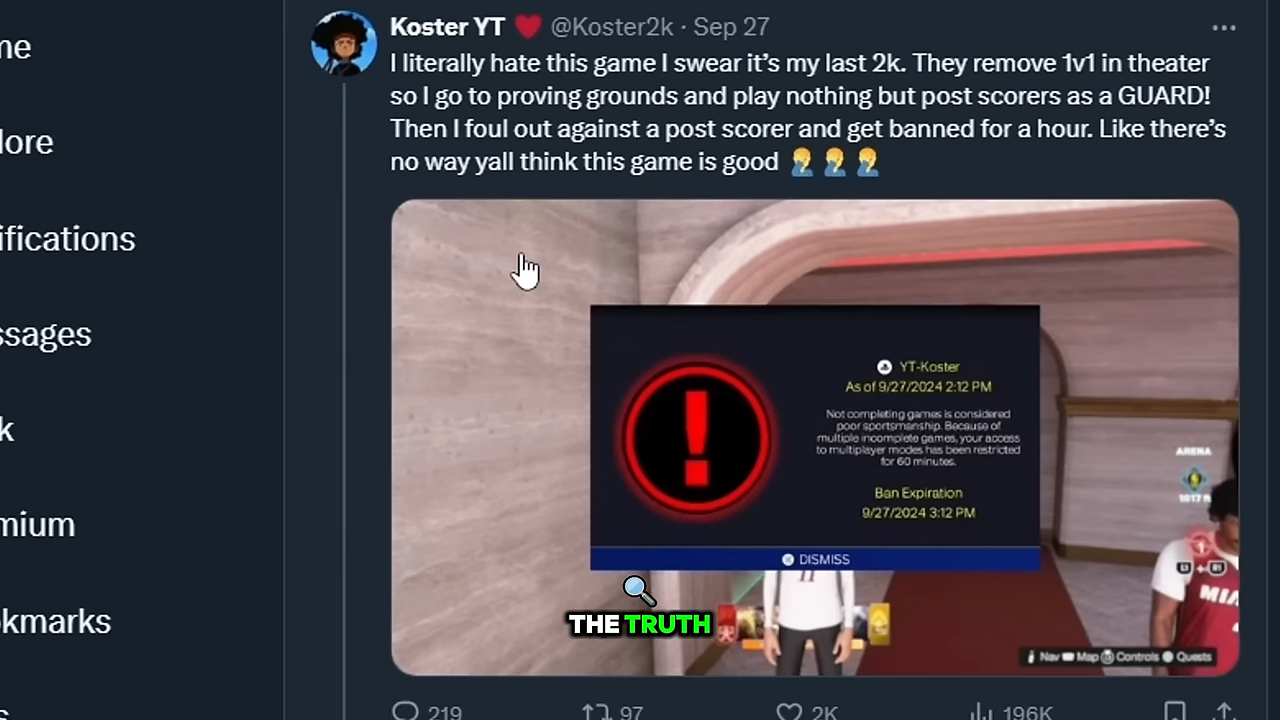 me
Koster YT @Koster2k · Sep 27
I literally hate this game I swear it's my last 2k. They remove 1v1 in theater
so I go to proving grounds and play nothing but post scorers as a GUARD!
Then I foul out against a post scorer and get banned for a hour. Like there's
no way yall think this game is good
lore
ifications
ssages
k
mium
okmarks
s
YT-Koster
As of 9/27/2024 2:12 PM
Not completing games is considered
poor sportsmanship. Because of
multiple incomplete games, your access
to multiplayer modes has been restricted
for 60 minutes.
Ban Expiration
9/27/2024 3:12 PM
DISMISS
ARENA
MIA
THE TRUTH
Nav Map Controls Quests
219 97 2K 196K